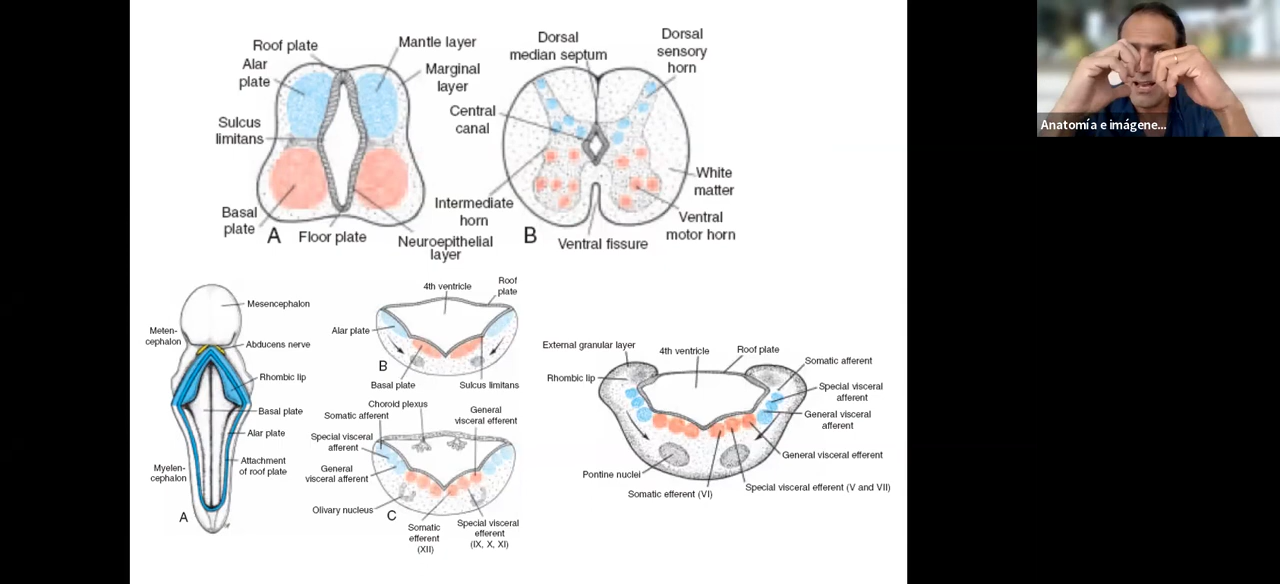 Roof plate
Alar
plate
Sulcus
limitans
Basal
plate
A
Floor plate
Mantle layer
Marginal
layer
Neuroepithelial
layer
Dorsal
median septum
Dorsal
sensory
horn
Central
canal
Intermediate
horn
B
Ventral fissure
White
matter
Ventral
motor horn
Anatomía e imágene...
Mesencephalon
Meten-
cephalon
Abducens nerve
Rhombic lip
Basal plate
Alar plate
Attachment
of roof plate
Myelen-
cephalon
A
4th ventricle
Roof
plate
Alar plate
B
Basal plate
Sulcus limitans
Choroid plexus
Somatic afferent
General
visceral efferent
Special visceral
afferent
General
visceral afferent
Olivary nucleus
C
Somatic
efferent
(XII)
Special visceral
efferent
(IX, X, XI)
External granular layer
4th ventricle
Roof plate
Somatic afferent
Rhombic lip
Special visceral
afferent
General visceral
afferent
General visceral efferent
Pontine nuclei
Somatic efferent (VI)
Special visceral efferent (V and VII)